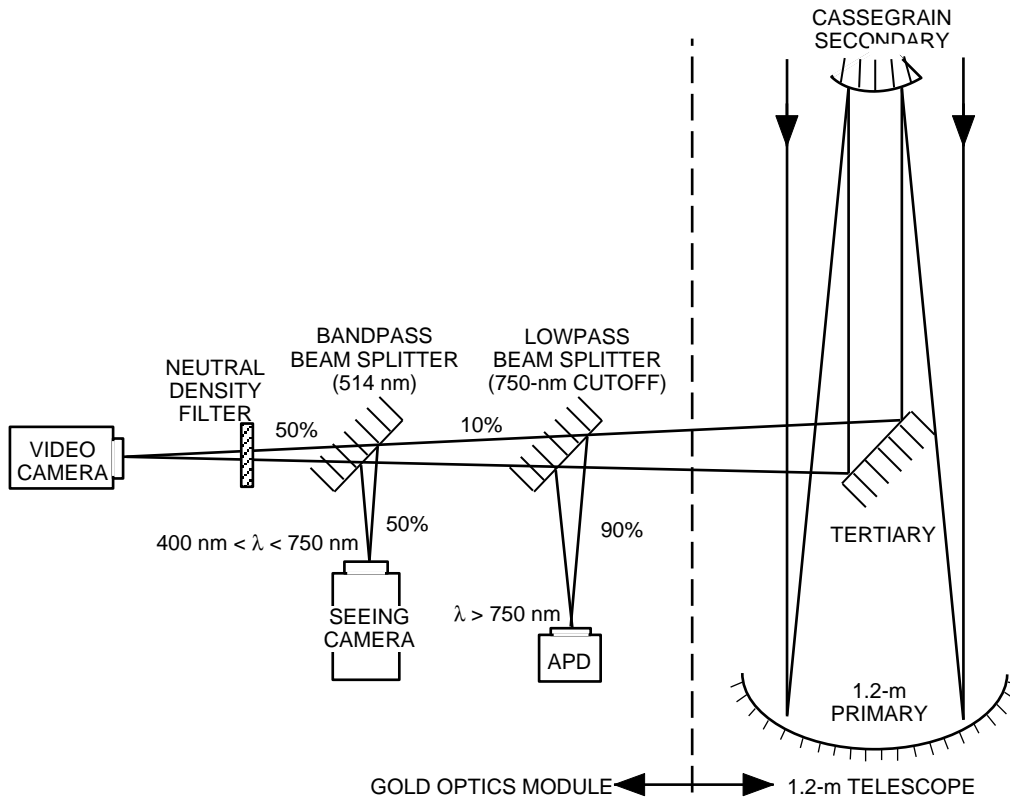 CASSEGRAIN
SECONDARY
BANDPASS
BEAM SPLITTER
(514 nm)
LOWPASS
BEAM SPLITTER
(750-nm CUTOFF)
NEUTRAL
DENSITY
FILTER
50%
10%
VIDEO
CAMERA
50%
90%
400 nm < λ < 750 nm
TERTIARY
λ > 750 nm
SEEING
CAMERA
APD
1.2-m
PRIMARY
GOLD OPTICS MODULE
1.2-m TELESCOPE